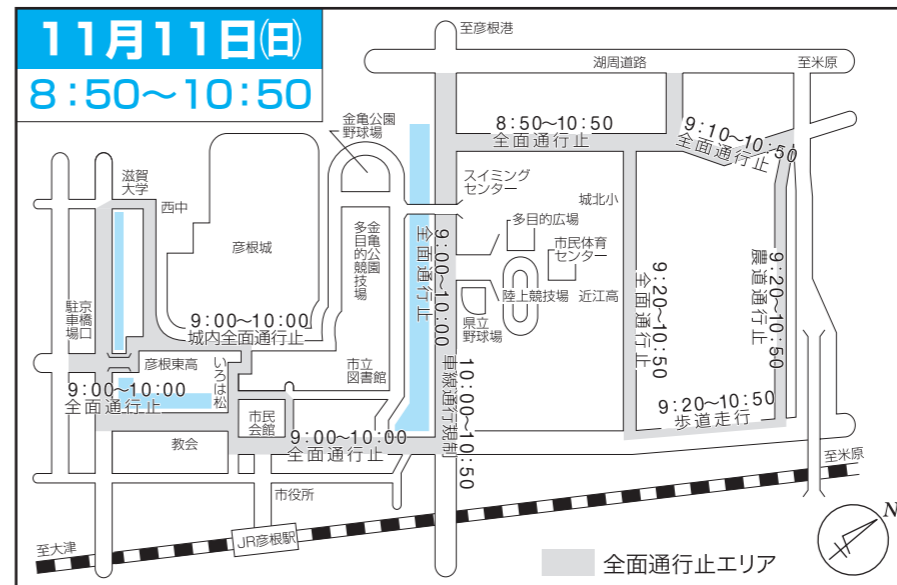 11月11日(日)
8：50〜10：50
至彦根港
湖周道路
至米原
金亀公園
野球場
8：50〜10：50
全面通行止
9：10〜10：50
全面通行止
滋賀
大学
西中
スイミング
センター
城北小
多目的広場
市民体育
センター
彦根城
金亀公園
多目的競技場
9：00〜10：00
全面通行止
9：20〜10：50
全面通行止
9：20〜10：50
農道通行止
陸上競技場
近江高
県立
野球場
京橋口
駐車場
9：00〜10：00
城内全面通行止
彦根東高
いろは松
市立
図書館
10：00〜10：50
車線通行規制
9：00〜10：00
全面通行止
市民
会館
9：20〜10：50
歩道走行
9：00〜10：00
全面通行止
教会
至米原
市役所
JR彦根駅
至大津
N
全面通行止エリア